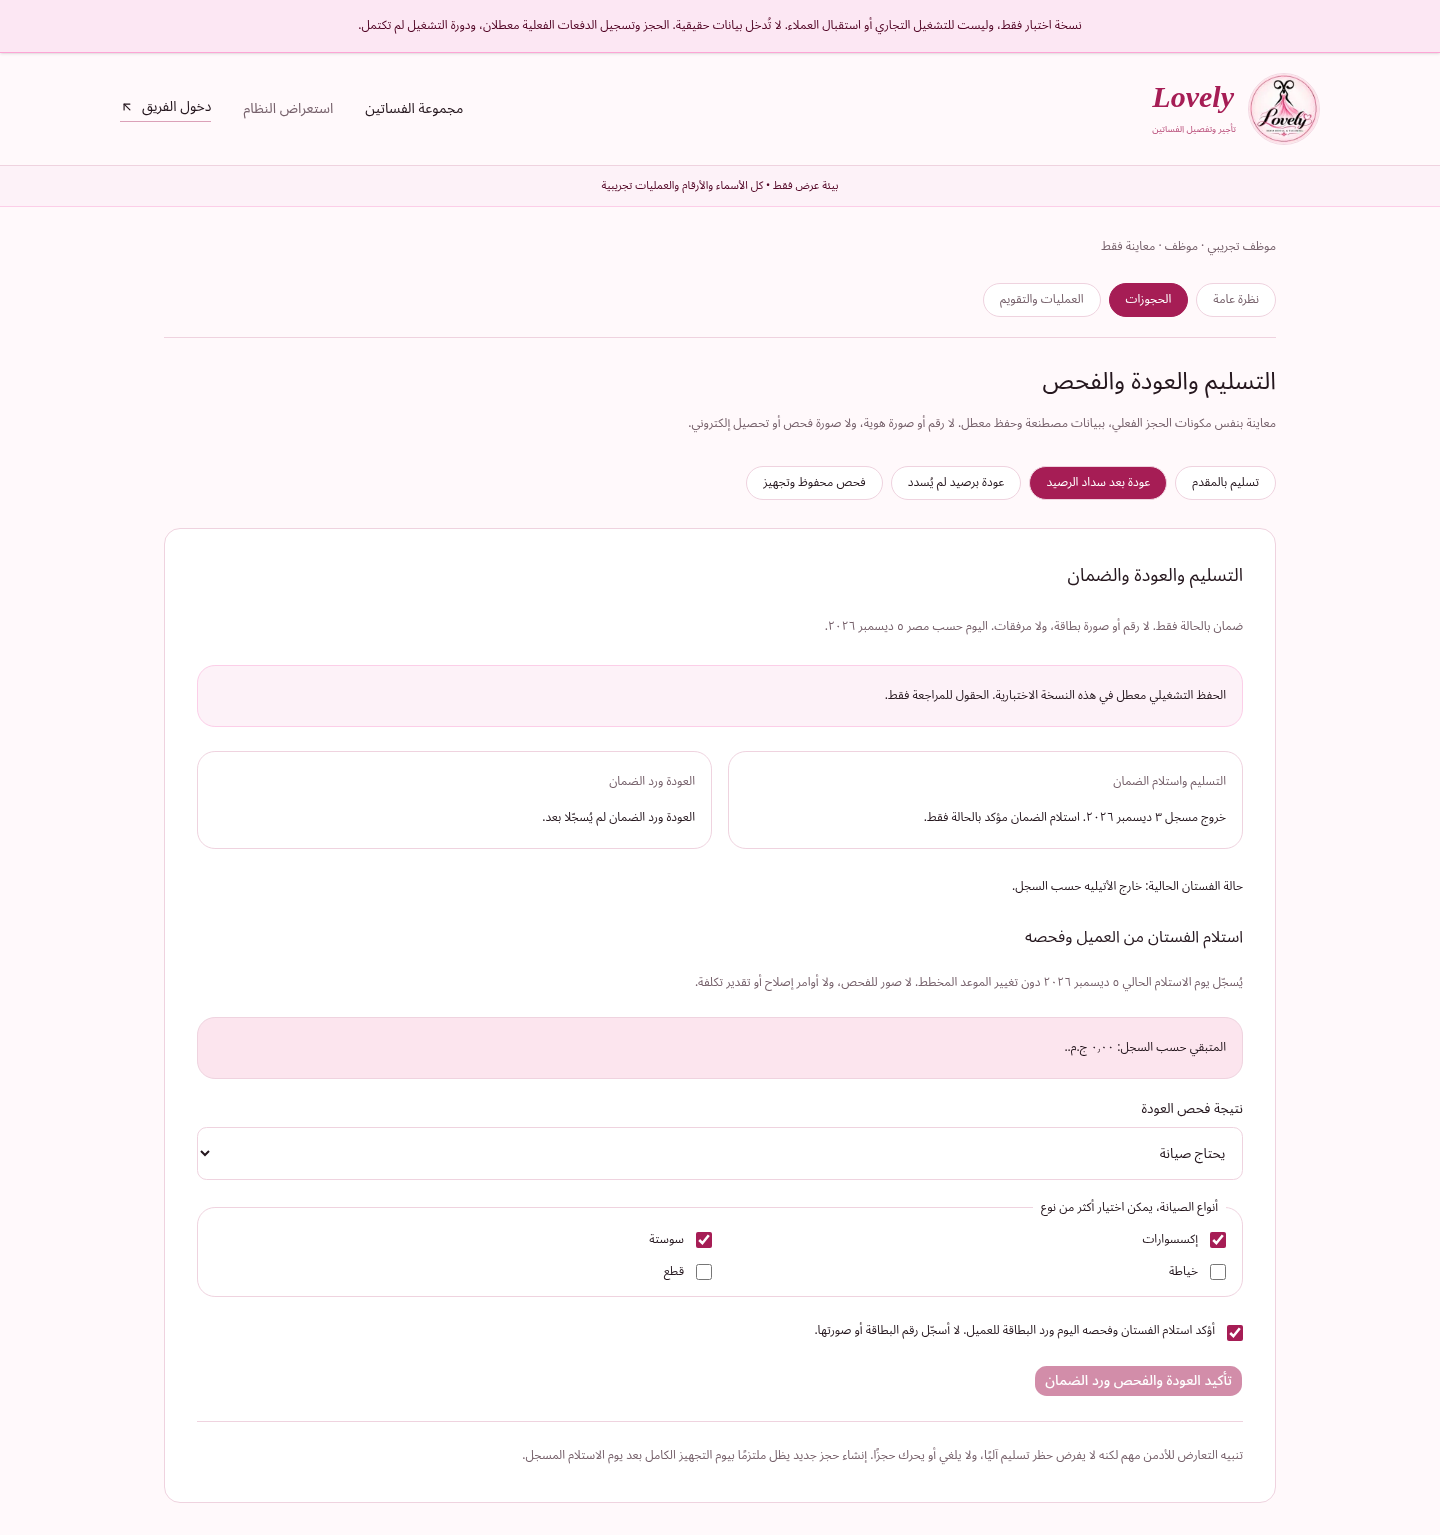 نسخة اختبار فقط، وليست للتشغيل التجاري أو استقبال العملاء. لا تُدخل بيانات حقيقية. الحجز وتسجيل الدفعات الفعلية معطلان، ودورة التشغيل لم تكتمل.
Lovely
Lovely
تأجير وتفصيل الفساتين
مجموعة الفساتين
استعراض النظام
دخول الفريق
بيئة عرض فقط • كل الأسماء والأرقام والعمليات تجريبية
موظف تجريبي · موظف · معاينة فقط
نظرة عامة
الحجوزات
العمليات والتقويم
التسليم والعودة والفحص
معاينة بنفس مكونات الحجز الفعلي، ببيانات مصطنعة وحفظ معطل. لا رقم أو صورة هوية، ولا صورة فحص أو تحصيل إلكتروني.
تسليم بالمقدم
عودة بعد سداد الرصيد
عودة برصيد لم يُسدد
فحص محفوظ وتجهيز
التسليم والعودة والضمان
ضمان بالحالة فقط. لا رقم أو صورة بطاقة، ولا مرفقات. اليوم حسب مصر ٥ ديسمبر ٢٠٢٦.
الحفظ التشغيلي معطل في هذه النسخة الاختبارية. الحقول للمراجعة فقط.
التسليم واستلام الضمان
خروج مسجل ٣ ديسمبر ٢٠٢٦. استلام الضمان مؤكد بالحالة فقط.
العودة ورد الضمان
العودة ورد الضمان لم يُسجّلا بعد.
حالة الفستان الحالية: خارج الأتيليه حسب السجل.
استلام الفستان من العميل وفحصه
يُسجّل يوم الاستلام الحالي ٥ ديسمبر ٢٠٢٦ دون تغيير الموعد المخطط. لا صور للفحص، ولا أوامر إصلاح أو تقدير تكلفة.
المتبقي حسب السجل: ٠٫٠٠ ج.م..
نتيجة فحص العودة
يحتاج صيانة
أنواع الصيانة، يمكن اختيار أكثر من نوع
إكسسوارات
سوستة
خياطة
قطع
أؤكد استلام الفستان وفحصه اليوم ورد البطاقة للعميل. لا أسجّل رقم البطاقة أو صورتها.
تأكيد العودة والفحص ورد الضمان
تنبيه التعارض للأدمن مهم لكنه لا يفرض حظر تسليم آليًا، ولا يلغي أو يحرك حجزًا. إنشاء حجز جديد يظل ملتزمًا بيوم التجهيز الكامل بعد يوم الاستلام المسجل.